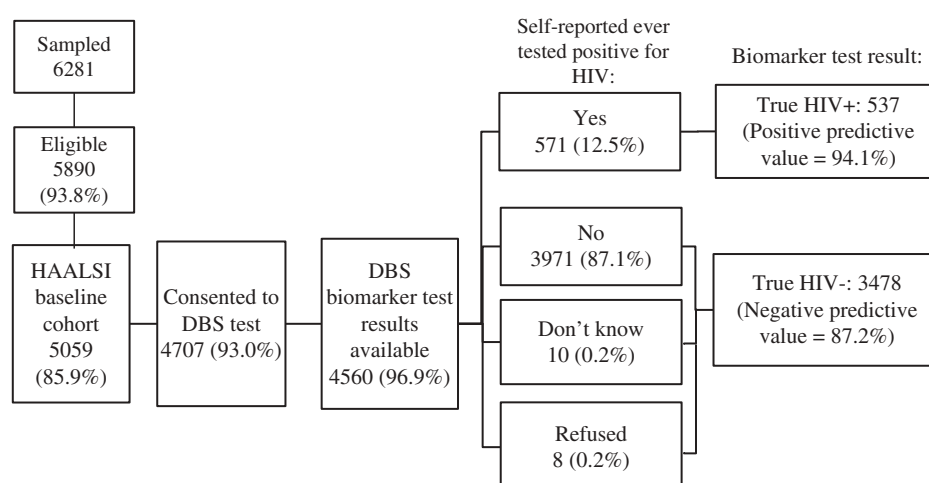 Sampled
6281
Eligible
5890
(93.8%)
HAALSI
baseline
cohort
5059
(85.9%)
Consented to
DBS test
4707 (93.0%)
DBS
biomarker test
results
available
4560 (96.9%)
Self-reported ever
tested positive for
HIV:
Yes
571 (12.5%)
No
3971 (87.1%)
Don't know
10 (0.2%)
Refused
8 (0.2%)
Biomarker test result:
True HIV+: 537
(Positive predictive
value = 94.1%)
True HIV-: 3478
(Negative predictive
value = 87.2%)